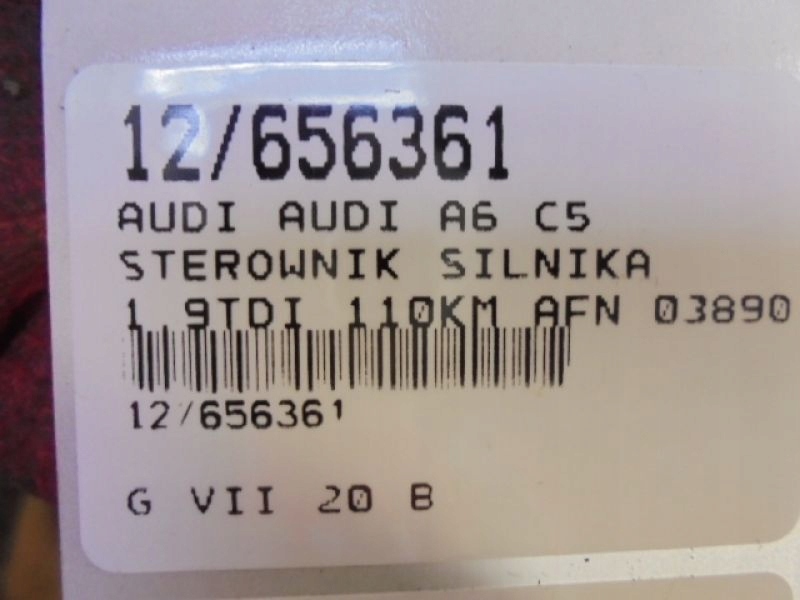 12/656361
AUDI AUDI A6 C5
STEROWNIK SILNIKA
1 9TDI 110KM AFN 03890
12/656361
G VII 20 B